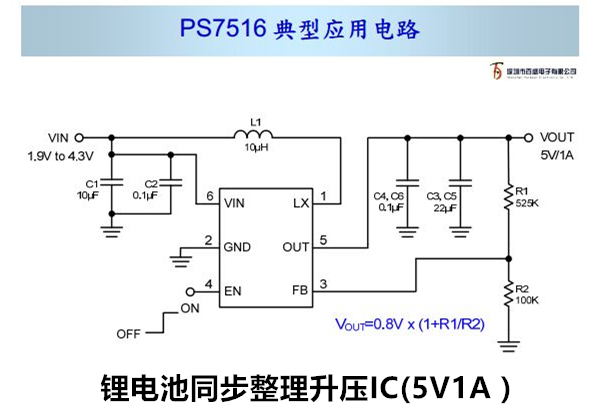 PS7516 典型应用电路
深圳市百盛电子有限公司
L1
10μH
VIN
1.9V to 4.3V
VOUT
5V/1A
C1
10μF
C2
0.1μF
C4, C6
0.1μF
C3, C5
22μF
R1
525K
6 VIN
LX 1
2 GND
OUT 5
4 EN
FB 3
R2
100K
ON
OFF
VOUT=0.8V x (1+R1/R2)
锂电池同步整理升压IC(5V1A )